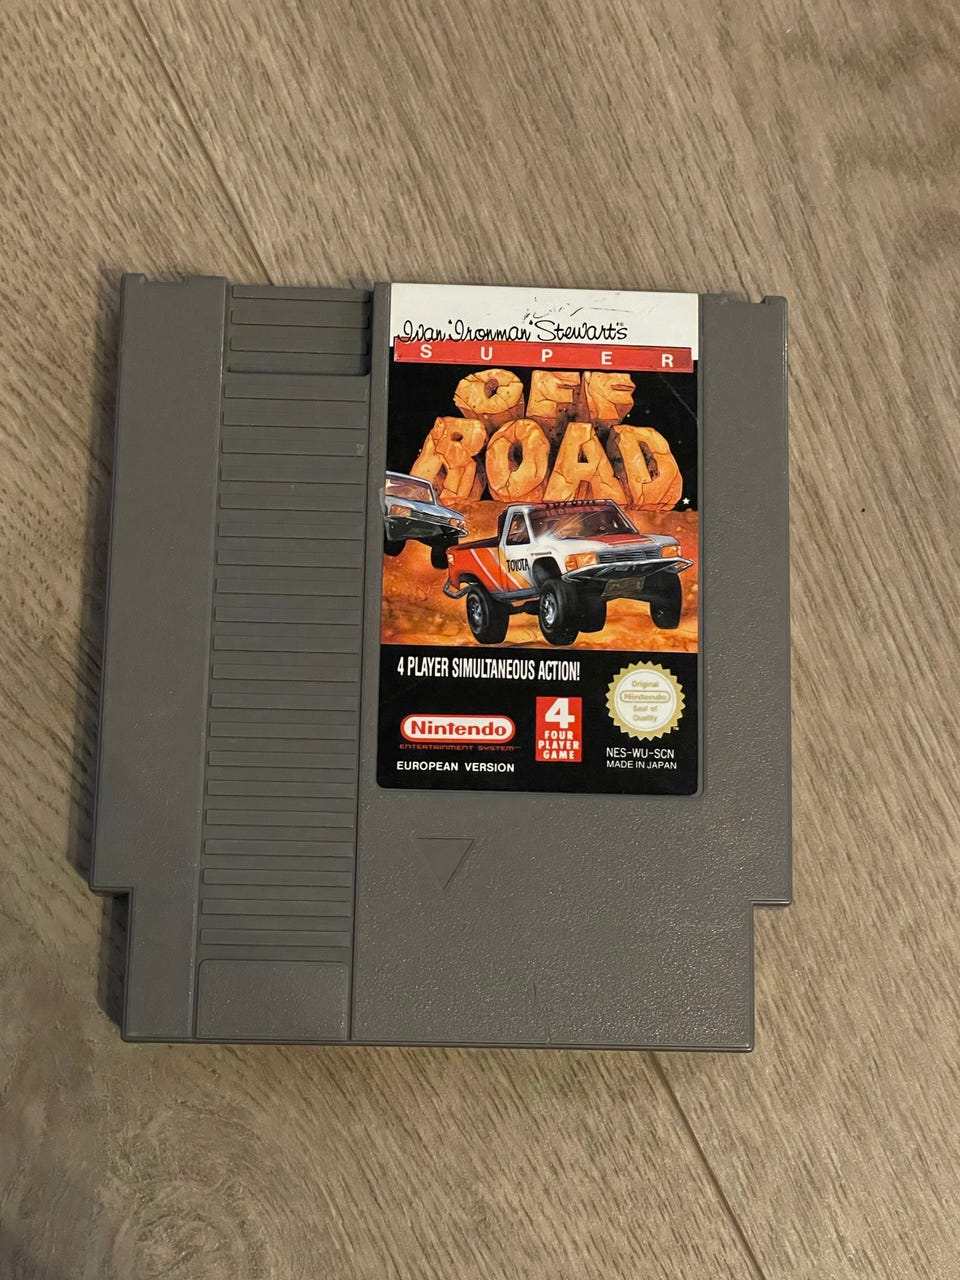 Ivan 'Ironman' Stewart's
SUPER
OFF
ROAD
TOYOTA
4 PLAYER SIMULTANEOUS ACTION!
Nintendo
ENTERTAINMENT SYSTEM™
EUROPEAN VERSION
4
FOUR
PLAYER
GAME
Original
Nintendo
Seal of
Quality
NES-WU-SCN
MADE IN JAPAN